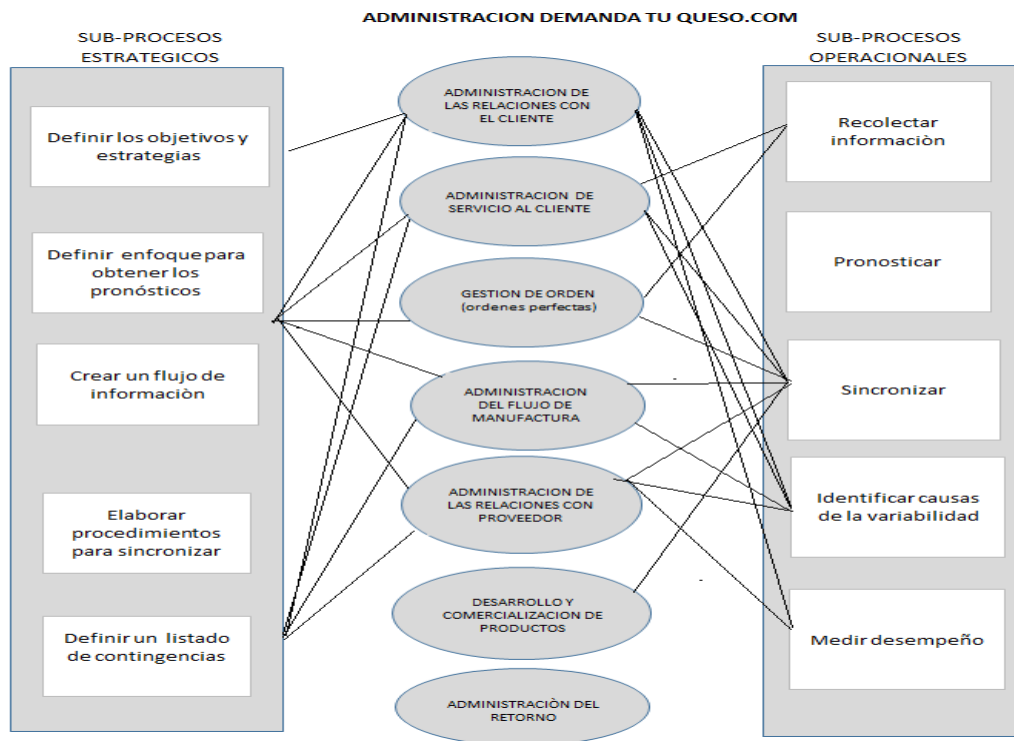 ADMINISTRACION DEMANDA TU QUESO.COM
SUB-PROCESOS
ESTRATEGICOS
Definir los objetivos y
estrategias
Definir enfoque para
obtener los
pronósticos
Crear un flujo de
informaciòn
Elaborar
procedimientos
para sincronizar
Definir un listado
de contingencias
ADMINISTRACION DE
LAS RELACIONES CON
EL CLIENTE
ADMINISTRACION DE
SERVICIO AL CLIENTE
GESTION DE ORDEN
(ordenes perfectas)
ADMINISTRACION
DEL FLUJO DE
MANUFACTURA
ADMINISTRACION DE
LAS RELACIONES CON
PROVEEDOR
DESARROLLO Y
COMERCIALIZACION DE
PRODUCTOS
ADMINISTRACIÒN DEL
RETORNO
SUB-PROCESOS
OPERACIONALES
Recolectar
informaciòn
Pronosticar
Sincronizar
Identificar causas
de la variabilidad
Medir desempeño